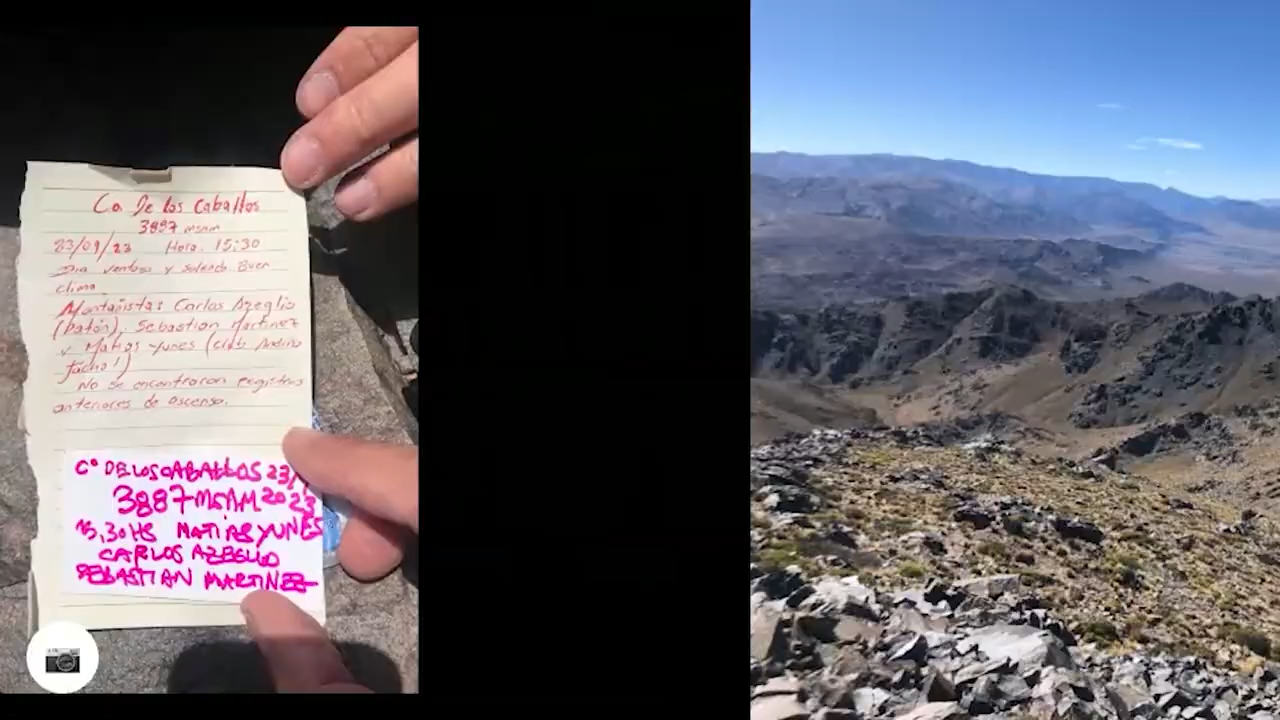 Co. De los Caballos
3887 msnm
23/09/23 Hora. 15:30
Dia ventoso y soleado. Buen
clima.
Montañistas Carlos Azeglio
(batón), Sebastian Martinez
y Matias Yunes (club Andino
Jáchal)
No se encontraron registros
anteriores de ascenso.
C° DE LOS CABALLOS 23/
3887 MSNM 2023
15,30 HS MATIAS YUNES
CARLOS AZEGLIO
SEBASTIAN MARTINEZ